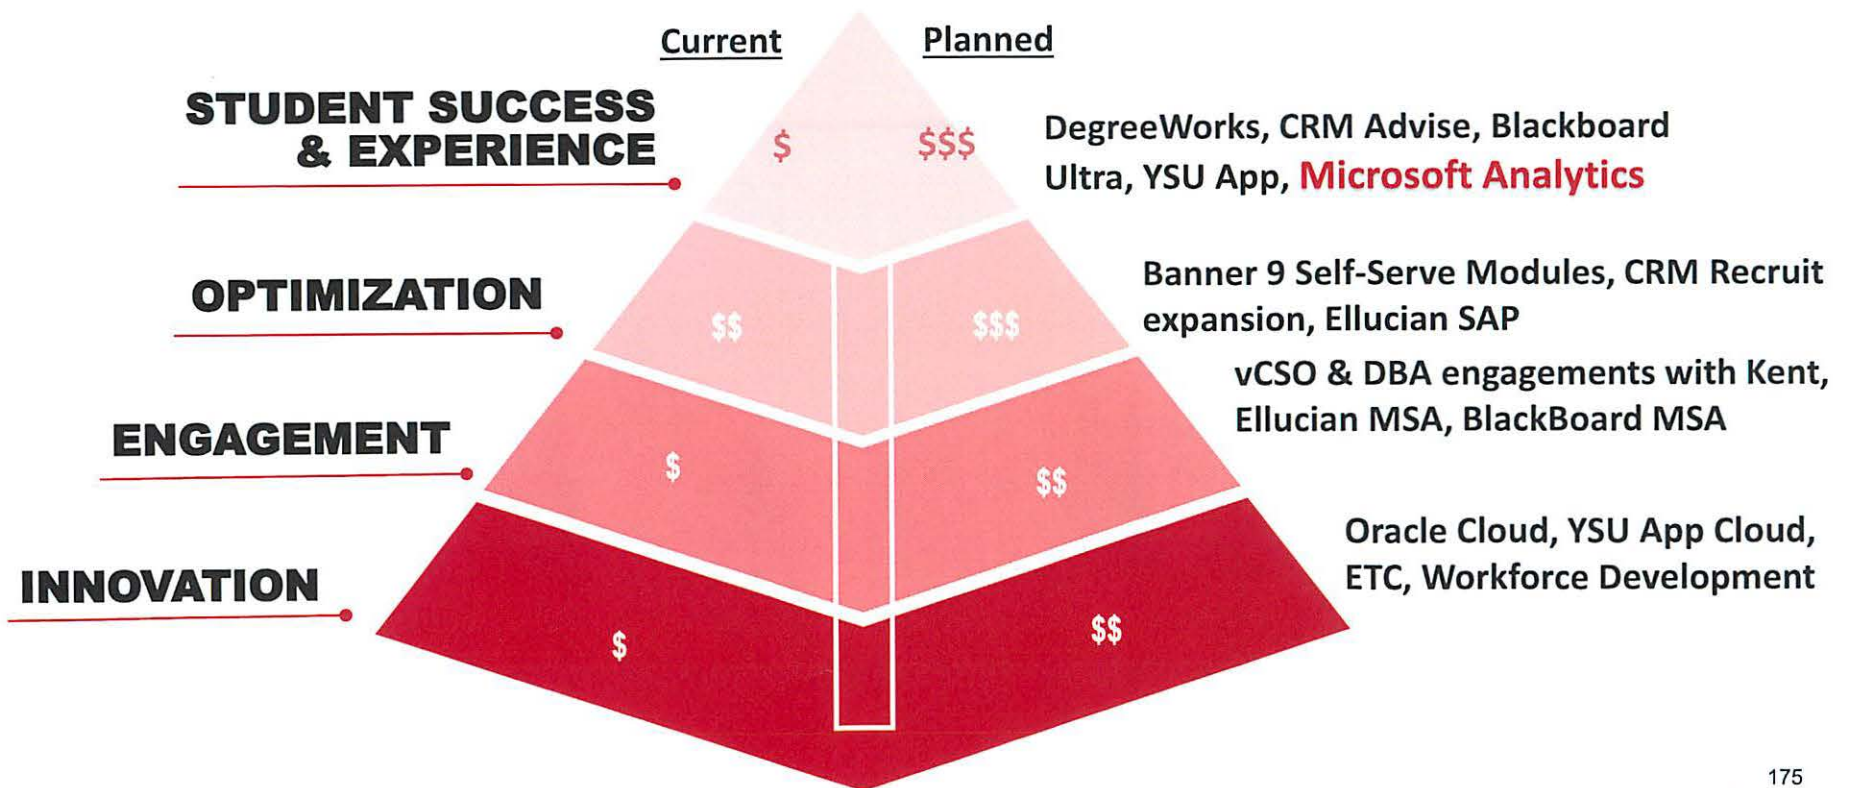 Current Planned
STUDENT SUCCESS
& EXPERIENCE
$ $$$
DegreeWorks, CRM Advise, Blackboard
Ultra, YSU App, Microsoft Analytics
OPTIMIZATION
$$ $$$
Banner 9 Self-Serve Modules, CRM Recruit
expansion, Ellucian SAP
ENGAGEMENT
$ $$
vCSO & DBA engagements with Kent,
Ellucian MSA, BlackBoard MSA
INNOVATION
$ $$
Oracle Cloud, YSU App Cloud,
ETC, Workforce Development
175